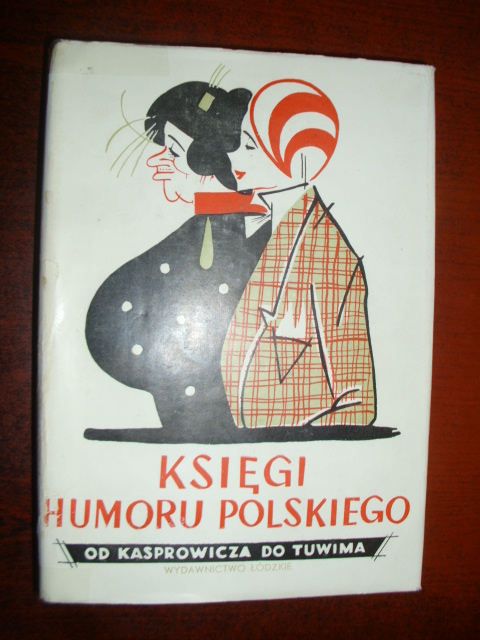 KSIĘGI
HUMORU POLSKIEGO
OD KASPROWICZA DO TUWIMA
WYDAWNICTWO ŁÓDZKIE